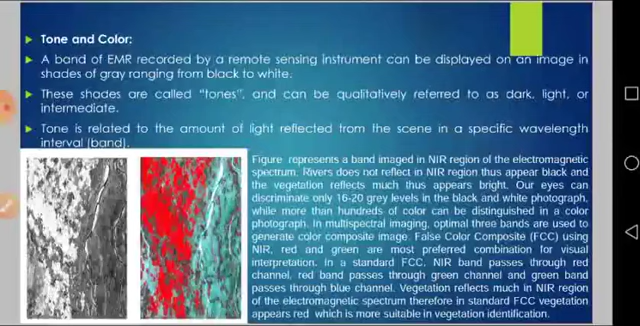 Tone and Color:
A band of EMR recorded by a remote sensing instrument can be displayed on an image in
shades of gray ranging from black to white.
These shades are called "tones", and can be qualitatively referred to as dark, light, or
intermediate.
Tone is related to the amount of light reflected from the scene in a specific wavelength
interval (band).
Figure represents a band imaged in NIR region of the electromagnetic
spectrum. Rivers does not reflect in NIR region thus appear black and
the vegetation reflects much thus appears bright. Our eyes can
discriminate only 16-20 grey levels in the black and white photograph,
while more than hundreds of color can be distinguished in a color
photograph. In multispectral imaging, optimal three bands are used to
generate color composite image. False Color Composite (FCC) using
NIR, red and green are most preferred combination for visual
interpretation. In a standard FCC, NIR band passes through red
channel, red band passes through green channel and green band
passes through blue channel. Vegetation reflects much in NIR region
of the electromagnetic spectrum therefore in standard FCC vegetation
appears red which is more suitable in vegetation identification.